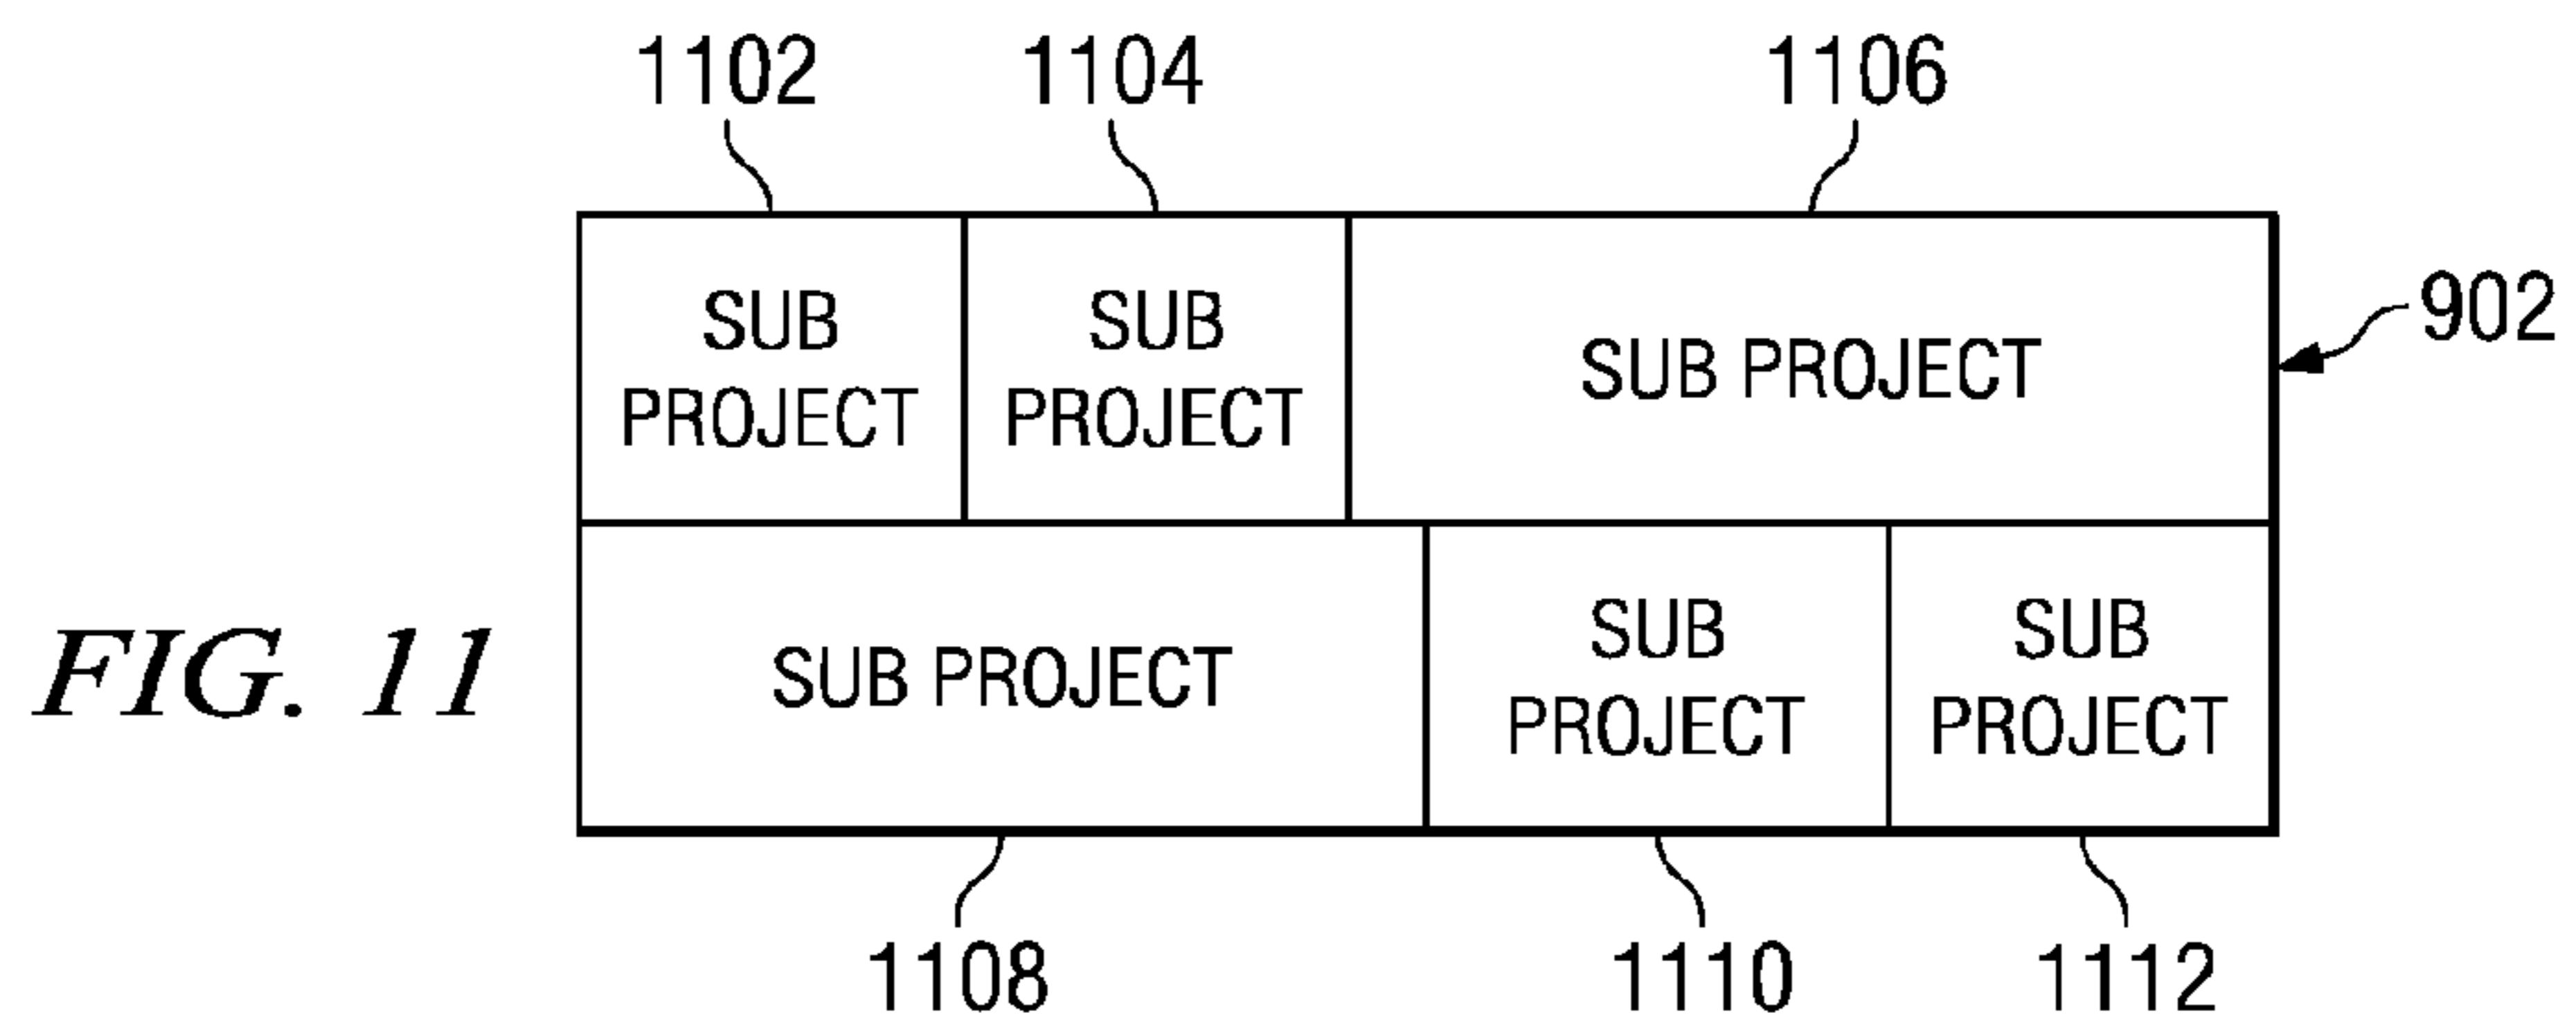 1102 1104 1106
SUB SUB
SUB PROJECT
PROJECT PROJECT
902
SUB SUB
SUB PROJECT
PROJECT PROJECT
FIG. 11
1108 1110 1112